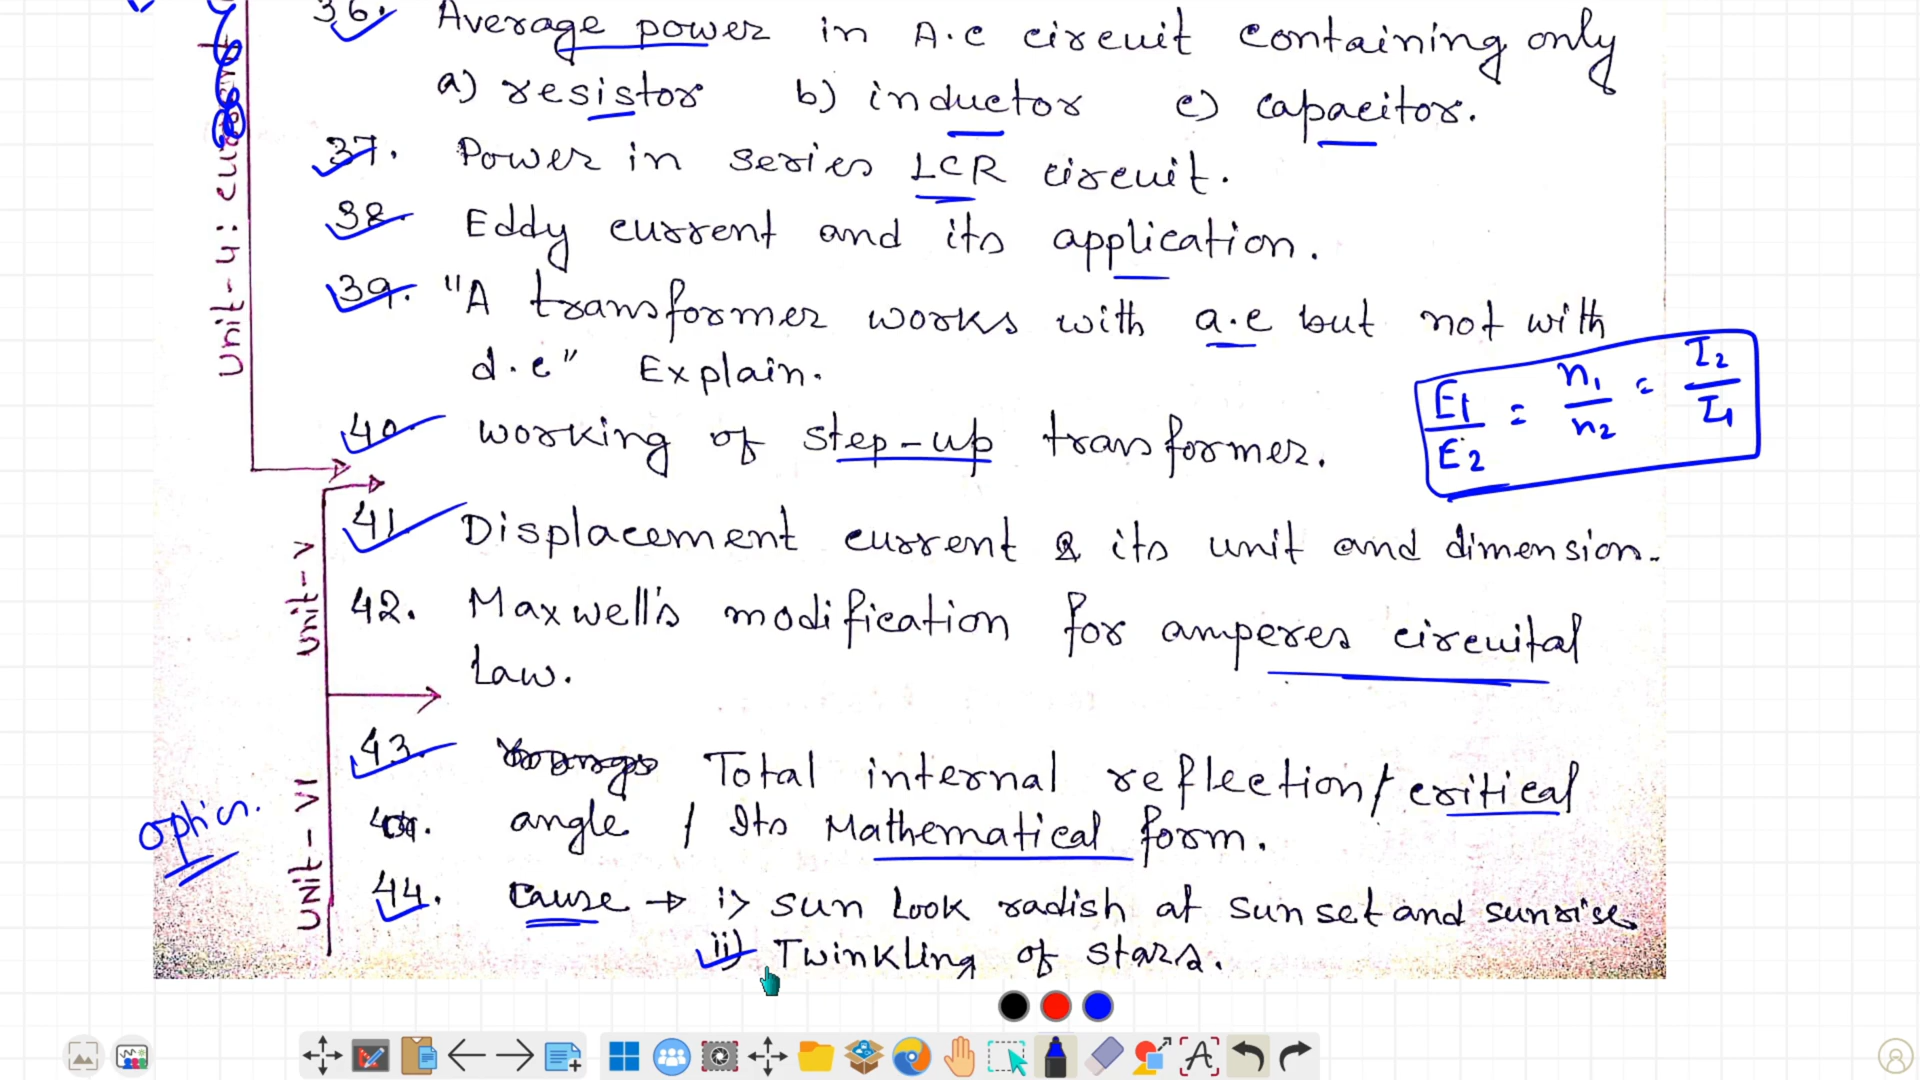 36. Average power in A.c circuit containing only
a) resistor b) inductor c) capacitor.
37. Power in series LCR circuit.
38. Eddy current and its application.
39. "A transformer works with a.c but not with
d.c" Explain.
40. working of step-up transformer.
E1/E2 = n1/n2 = I2/I1
Unit-4:
41. Displacement current & its unit and dimension.
42. Maxwell's modification for amperes circuital
Law.
unit-V
43. Total internal reflection/critical
angle / Its Mathematical form.
44. Cause → i> sun Look radish at sunset and sunrise.
ii) Twinkling of stars.
UNIT-VI
optics.